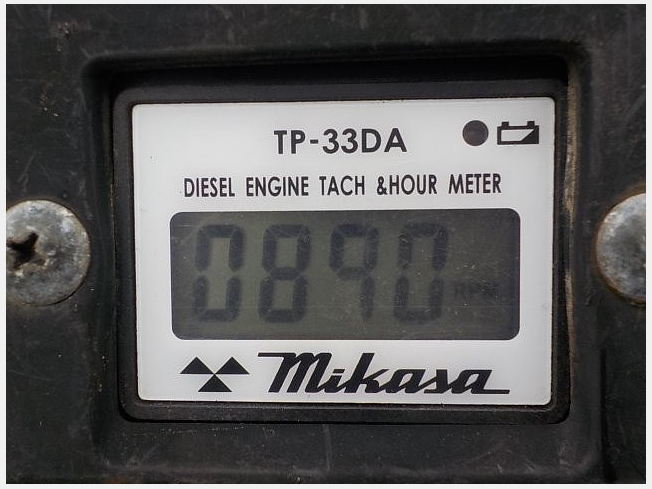 TP-33DA
DIESEL ENGINE TACH &HOUR METER
0890 RPM
Mikasa